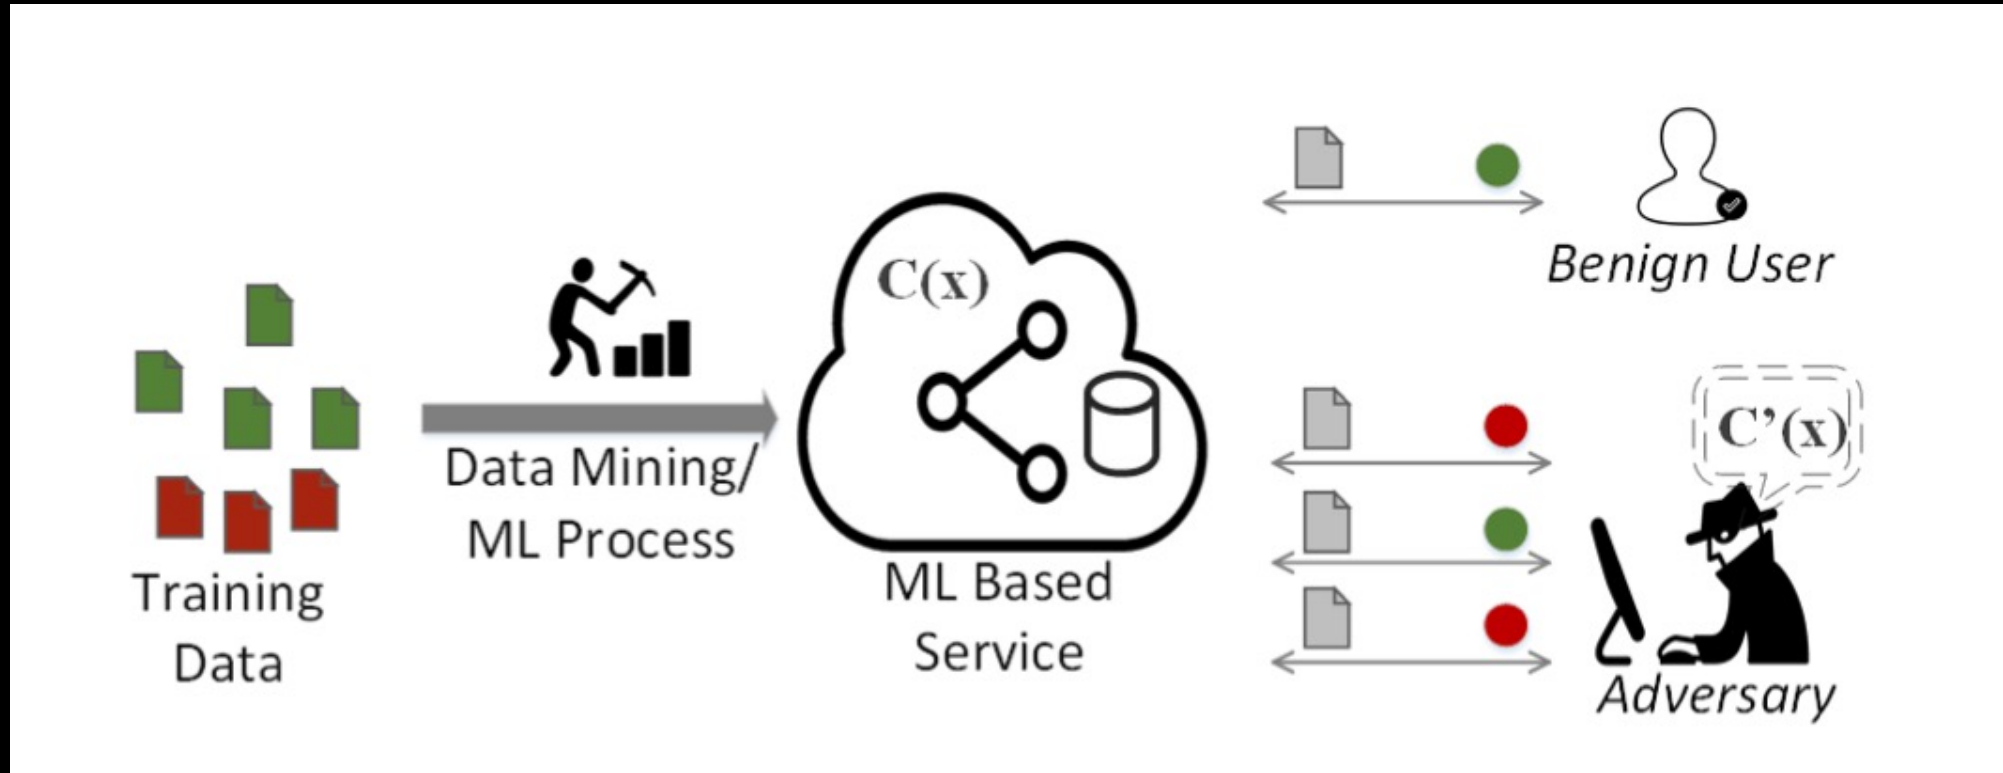 Training
Data
Data Mining/
ML Process
C(x)
ML Based
Service
Benign User
C’(x)
Adversary